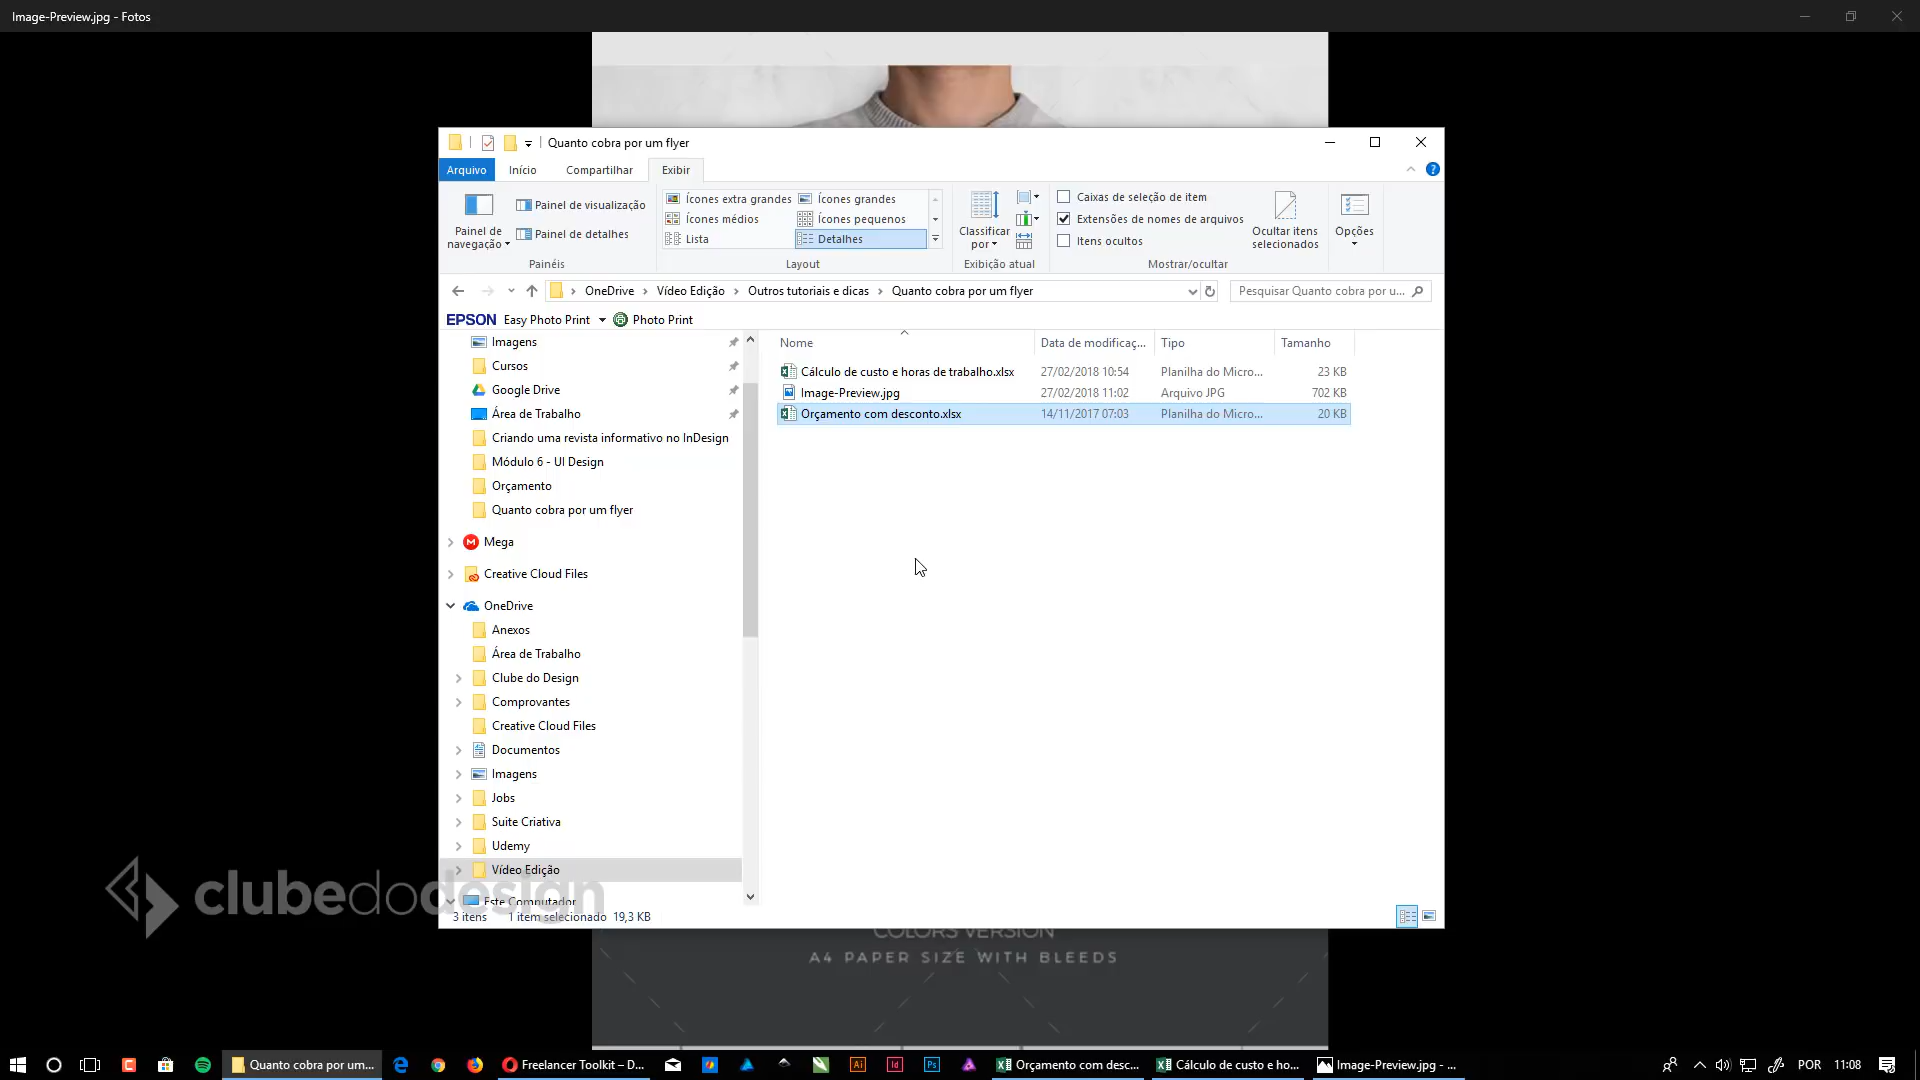 Image-Preview.jpg - Fotos
Quanto cobra por um flyer
Arquivo Início Compartilhar Exibir
Painel de navegação
Painel de visualização
Painel de detalhes
Painéis
Ícones extra grandes Ícones grandes
Ícones médios Ícones pequenos
Lista Detalhes
Layout
Classificar por
Exibição atual
Caixas de seleção de item
Extensões de nomes de arquivos
Itens ocultos
Ocultar itens selecionados
Mostrar/ocultar
Opções
OneDrive Vídeo Edição Outros tutoriais e dicas Quanto cobra por um flyer
Pesquisar Quanto cobra por u...
EPSON Easy Photo Print Photo Print
Imagens
Cursos
Google Drive
Área de Trabalho
Criando uma revista informativo no InDesign
Módulo 6 - UI Design
Orçamento
Quanto cobra por um flyer
Mega
Creative Cloud Files
OneDrive
Anexos
Área de Trabalho
Clube do Design
Comprovantes
Creative Cloud Files
Documentos
Imagens
Jobs
Suite Criativa
Udemy
Vídeo Edição
Este Computador
Nome Data de modificaç... Tipo Tamanho
Cálculo de custo e horas de trabalho.xlsx 27/02/2018 10:54 Planilha do Micro... 23 KB
Image-Preview.jpg 27/02/2018 11:02 Arquivo JPG 702 KB
Orçamento com desconto.xlsx 14/11/2017 07:03 Planilha do Micro... 20 KB
3 itens 1 item selecionado 19,3 KB
clubedodesign
COLORS VERSION
A4 PAPER SIZE WITH BLEEDS
Quanto cobra por um... Freelancer Toolkit – D... Ai Id Ps Orçamento com desc... Cálculo de custo e ho... Image-Preview.jpg - ... POR 11:08